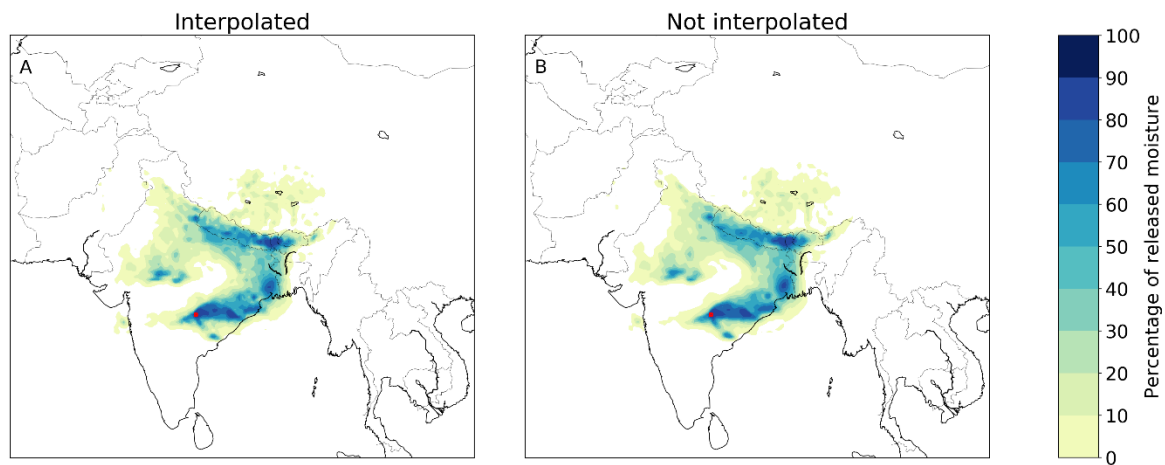 Interpolated
Not interpolated
A
B
100
90
80
70
60
50
40
30
20
10
0
Percentage of released moisture